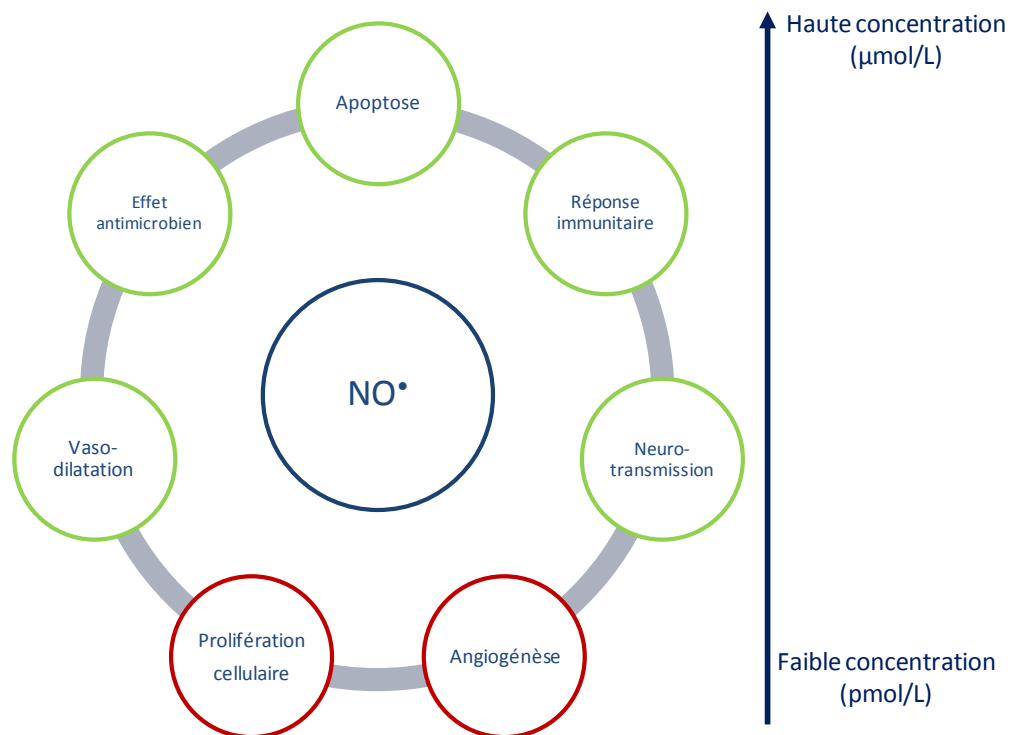 Haute concentration
(µmol/L)
Apoptose
Effet
antimicrobien
Réponse
immunitaire
NO•
Vaso-
dilatation
Neuro-
transmission
Prolifération
cellulaire
Angiogénèse
Faible concentration
(pmol/L)